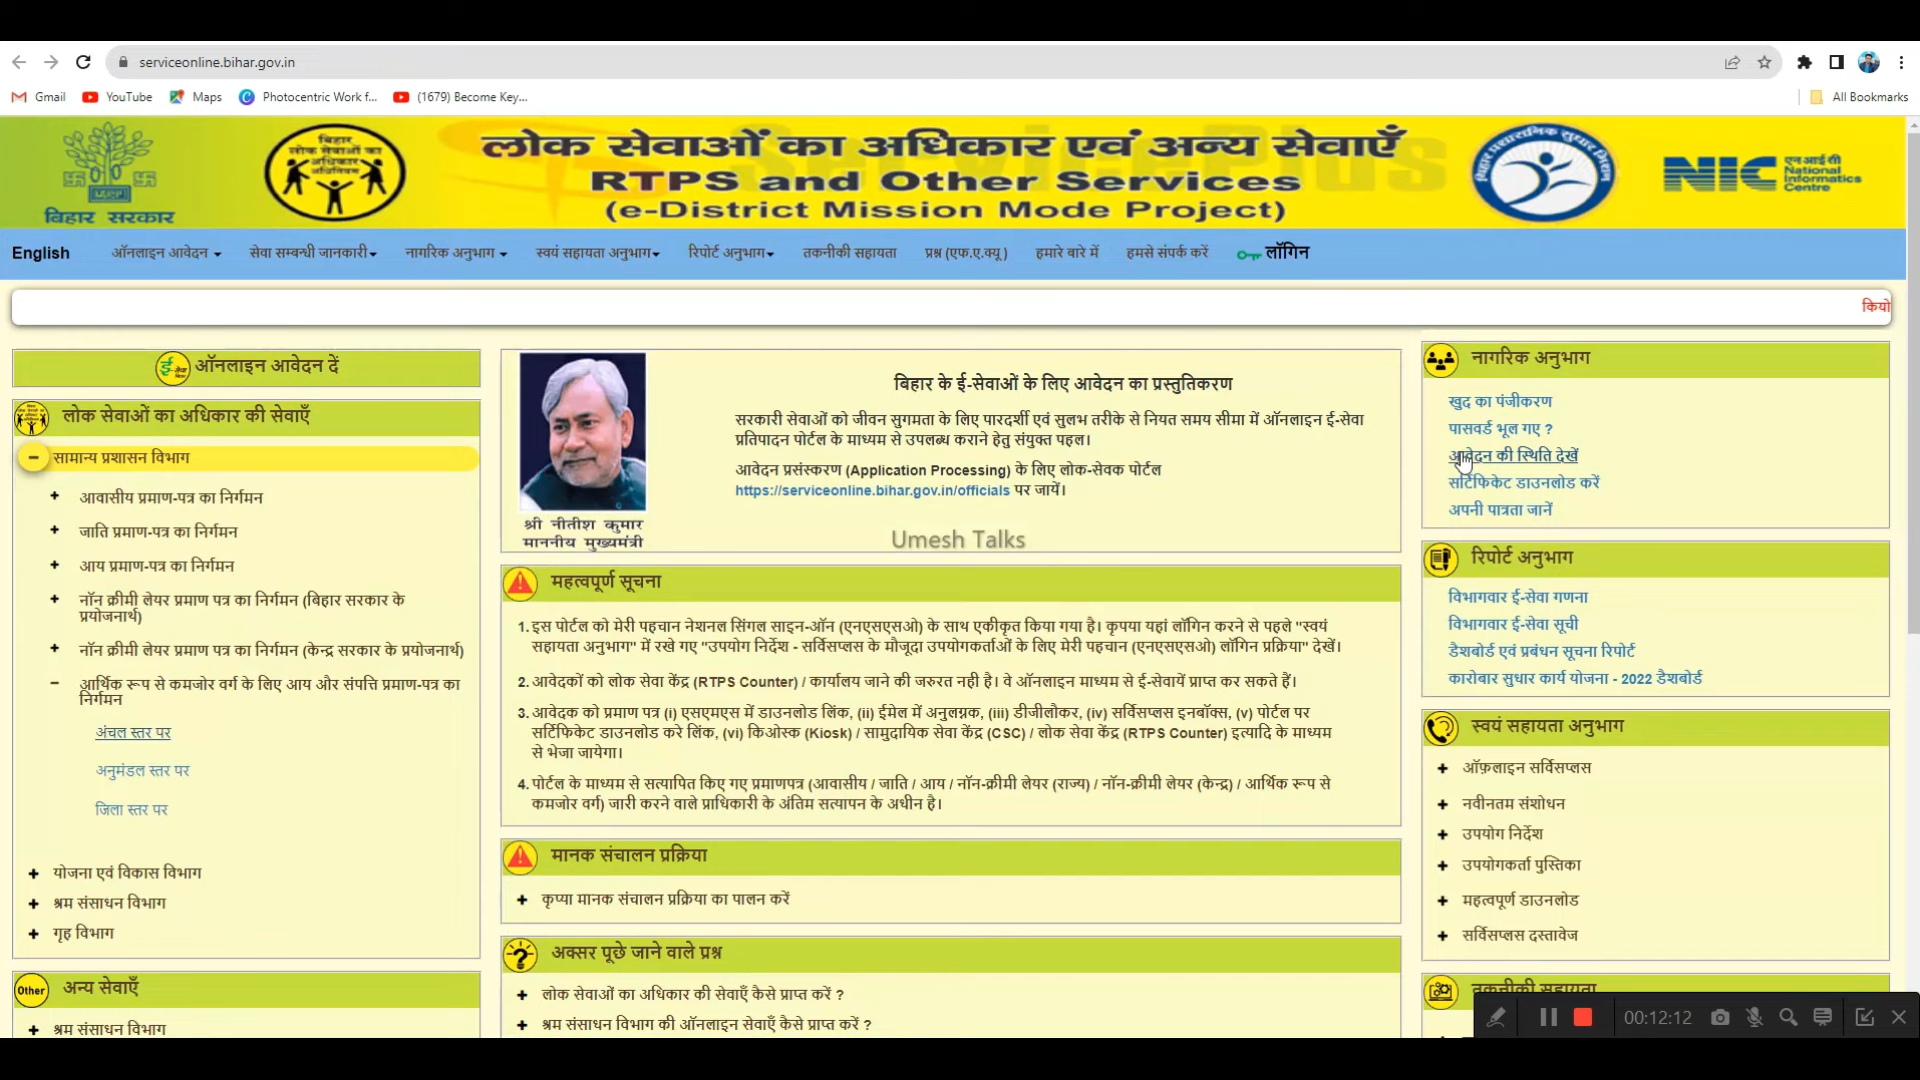 serviceonline.bihar.gov.in
Gmail
YouTube
Maps
Photocentric Work f...
(1679) Become Key...
All Bookmarks
लोक सेवाओं का अधिकार एवं अन्य सेवाएँ
RTPS and Other Services
(e-District Mission Mode Project)
बिहार सरकार
बिहार
लोक सेवाओं का
अधिकार
अधिनियम
NIC
एन आई सी
National
Informatics
Centre
English
ऑनलाइन आवेदन
सेवा सम्बन्धी जानकारी
नागरिक अनुभाग
स्वयं सहायता अनुभाग
रिपोर्ट अनुभाग
तकनीकी सहायता
प्रश्न (एफ.ए.क्यू )
हमारे बारे में
हमसे संपर्क करें
लॉगिन
कियो
ऑनलाइन आवेदन दें
लोक सेवाओं का अधिकार की सेवाएँ
सामान्य प्रशासन विभाग
आवासीय प्रमाण-पत्र का निर्गमन
जाति प्रमाण-पत्र का निर्गमन
आय प्रमाण-पत्र का निर्गमन
नॉन क्रीमी लेयर प्रमाण पत्र का निर्गमन (बिहार सरकार के
प्रयोजनार्थ)
नॉन क्रीमी लेयर प्रमाण पत्र का निर्गमन (केन्द्र सरकार के प्रयोजनार्थ)
आर्थिक रूप से कमजोर वर्ग के लिए आय और संपत्ति प्रमाण-पत्र का
निर्गमन
अंचल स्तर पर
अनुमंडल स्तर पर
जिला स्तर पर
योजना एवं विकास विभाग
श्रम संसाधन विभाग
गृह विभाग
Other
अन्य सेवाएँ
श्रम संसाधन विभाग
श्री नीतीश कुमार
माननीय मुख्यमंत्री
बिहार के ई-सेवाओं के लिए आवेदन का प्रस्तुतिकरण
सरकारी सेवाओं को जीवन सुगमता के लिए पारदर्शी एवं सुलभ तरीके से नियत समय सीमा में ऑनलाइन ई-सेवा
प्रतिपादन पोर्टल के माध्यम से उपलब्ध कराने हेतु संयुक्त पहल।
आवेदन प्रसंस्करण (Application Processing) के लिए लोक-सेवक पोर्टल
https://serviceonline.bihar.gov.in/officials पर जायें।
Umesh Talks
महत्वपूर्ण सूचना
1. इस पोर्टल को मेरी पहचान नेशनल सिंगल साइन-ऑन (एनएसएसओ) के साथ एकीकृत किया गया है। कृपया यहां लॉगिन करने से पहले "स्वयं
सहायता अनुभाग" में रखे गए "उपयोग निर्देश - सर्विसप्लस के मौजूदा उपयोगकर्ताओं के लिए मेरी पहचान (एनएसएसओ) लॉगिन प्रक्रिया" देखें।
2. आवेदकों को लोक सेवा केंद्र (RTPS Counter) / कार्यालय जाने की जरुरत नही है। वे ऑनलाइन माध्यम से ई-सेवायें प्राप्त कर सकते हैं।
3. आवेदक को प्रमाण पत्र (i) एसएमएस में डाउनलोड लिंक, (ii) ईमेल में अनुलग्नक, (iii) डीजीलौकर, (iv) सर्विसप्लस इनबॉक्स, (v) पोर्टल पर
सर्टिफिकेट डाउनलोड करे लिंक, (vi) किओस्क (Kiosk) / सामुदायिक सेवा केंद्र (CSC) / लोक सेवा केंद्र (RTPS Counter) इत्यादि के माध्यम
से भेजा जायेगा।
4. पोर्टल के माध्यम से सत्यापित किए गए प्रमाणपत्र (आवासीय / जाति / आय / नॉन-क्रीमी लेयर (राज्य) / नॉन-क्रीमी लेयर (केन्द्र) / आर्थिक रूप से
कमजोर वर्ग) जारी करने वाले प्राधिकारी के अंतिम सत्यापन के अधीन है।
मानक संचालन प्रक्रिया
कृप्या मानक संचालन प्रक्रिया का पालन करें
अक्सर पूछे जाने वाले प्रश्न
लोक सेवाओं का अधिकार की सेवाएँ कैसे प्राप्त करें ?
श्रम संसाधन विभाग की ऑनलाइन सेवाएँ कैसे प्राप्त करें ?
नागरिक अनुभाग
खुद का पंजीकरण
पासवर्ड भूल गए ?
आवेदन की स्थिति देखें
सर्टिफिकेट डाउनलोड करें
अपनी पात्रता जानें
रिपोर्ट अनुभाग
विभागवार ई-सेवा गणना
विभागवार ई-सेवा सूची
डैशबोर्ड एवं प्रबंधन सूचना रिपोर्ट
कारोबार सुधार कार्य योजना - 2022 डैशबोर्ड
स्वयं सहायता अनुभाग
ऑफ़लाइन सर्विसप्लस
नवीनतम संशोधन
उपयोग निर्देश
उपयोगकर्ता पुस्तिका
महत्वपूर्ण डाउनलोड
सर्विसप्लस दस्तावेज
तकनीकी सहायता
00:12:12